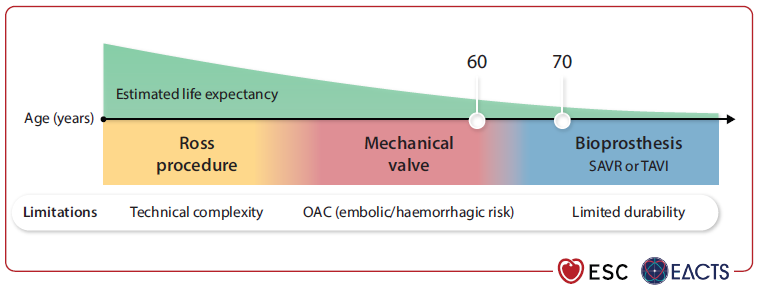 60
70
Estimated life expectancy
Age (years)
Ross
procedure
Mechanical
valve
Bioprosthesis
SAVR or TAVI
Limitations
Technical complexity
OAC (embolic/haemorrhagic risk)
Limited durability
ESC
EACTS